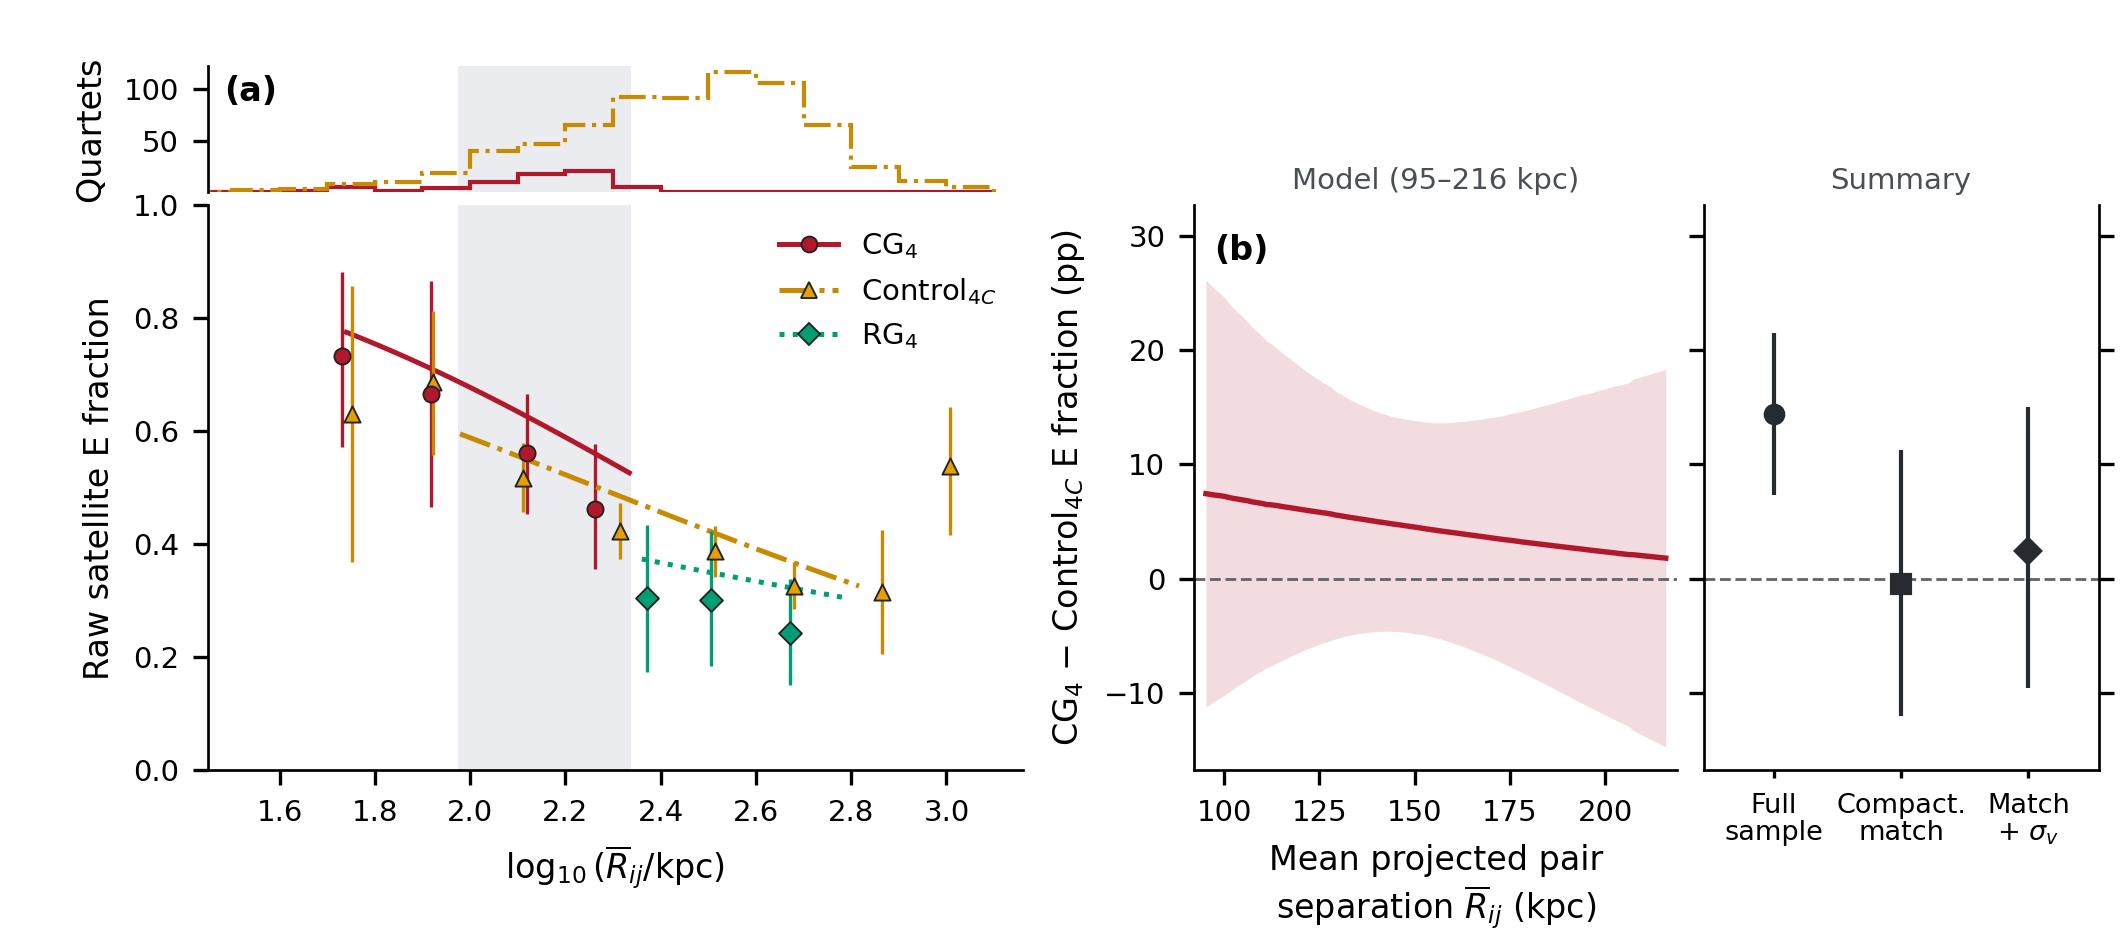 (a)
Quartets
100
50
1.0
0.8
0.6
0.4
0.2
0.0
Raw satellite E fraction
CG₄
Control₄C
RG₄
1.6 1.8 2.0 2.2 2.4 2.6 2.8 3.0
log₁₀ (R̅ij/kpc)
Model (95–216 kpc)
(b)
CG₄ − Control₄C E fraction (pp)
30
20
10
0
−10
100 125 150 175 200
Mean projected pair
separation R̅ij (kpc)
Summary
Full Compact. Match
sample match + σᵥ